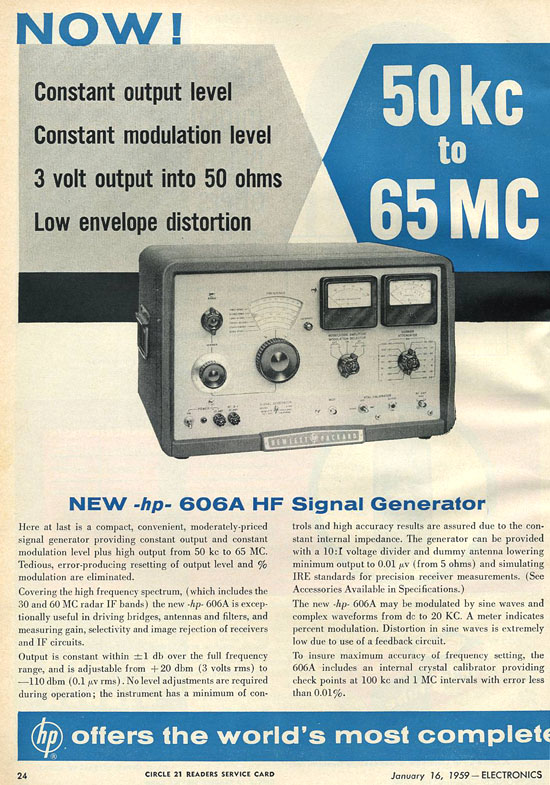 NOW!
Constant output level
Constant modulation level
3 volt output into 50 ohms
Low envelope distortion
50 kc
to
65 MC
HEWLETT hp PACKARD
NEW -hp- 606A HF Signal Generator
Here at last is a compact, convenient, moderately-priced
signal generator providing constant output and constant
modulation level plus high output from 50 kc to 65 MC.
Tedious, error-producing resetting of output level and %
modulation are eliminated.
Covering the high frequency spectrum, (which includes the
30 and 60 MC radar IF bands) the new -hp- 606A is excep-
tionally useful in driving bridges, antennas and filters, and
measuring gain, selectivity and image rejection of receivers
and IF circuits.
Output is constant within ±1 db over the full frequency
range, and is adjustable from +20 dbm (3 volts rms) to
—110 dbm (0.1 μv rms). No level adjustments are required
during operation; the instrument has a minimum of con-
trols and high accuracy results are assured due to the con-
stant internal impedance. The generator can be provided
with a 10:1 voltage divider and dummy antenna lowering
minimum output to 0.01 μv (from 5 ohms) and simulating
IRE standards for precision receiver measurements. (See
Accessories Available in Specifications.)
The new -hp- 606A may be modulated by sine waves and
complex waveforms from dc to 20 KC. A meter indicates
percent modulation. Distortion in sine waves is extremely
low due to use of a feedback circuit.
To insure maximum accuracy of frequency setting, the
606A includes an internal crystal calibrator providing
check points at 100 kc and 1 MC intervals with error less
than 0.01%.
hp ® offers the world's most complete
24
CIRCLE 21 READERS SERVICE CARD
January 16, 1959 — ELECTRONICS